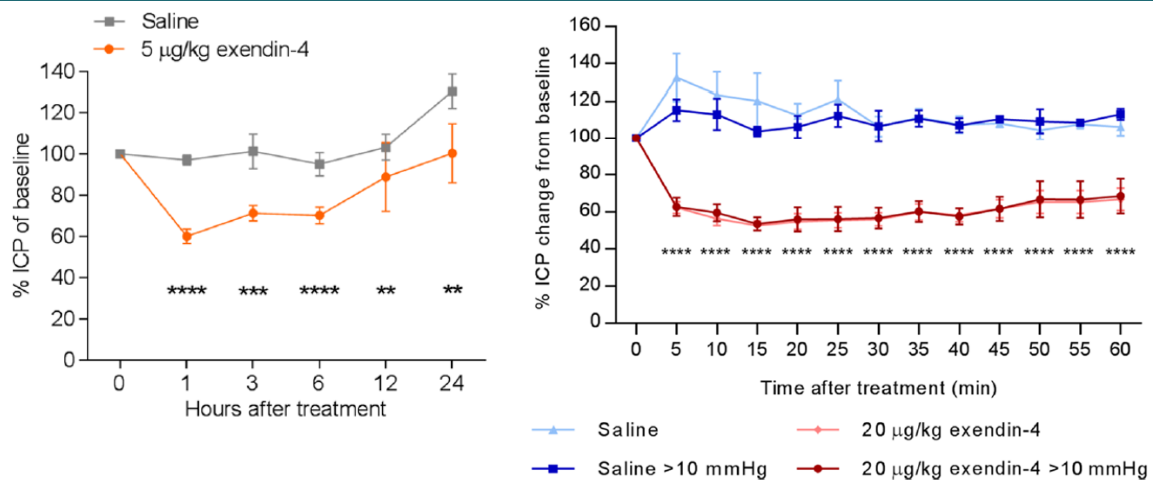 Saline
5 μg/kg exendin-4
% ICP of baseline
140
120
100
80
60
40
20
0
**** *** **** ** **
0 1 3 6 12 24
Hours after treatment
% ICP change from baseline
160
140
120
100
80
60
40
20
0
**** **** **** **** **** **** **** **** **** **** **** ****
0 5 10 15 20 25 30 35 40 45 50 55 60
Time after treatment (min)
Saline
20 μg/kg exendin-4
Saline >10 mmHg
20 μg/kg exendin-4 >10 mmHg